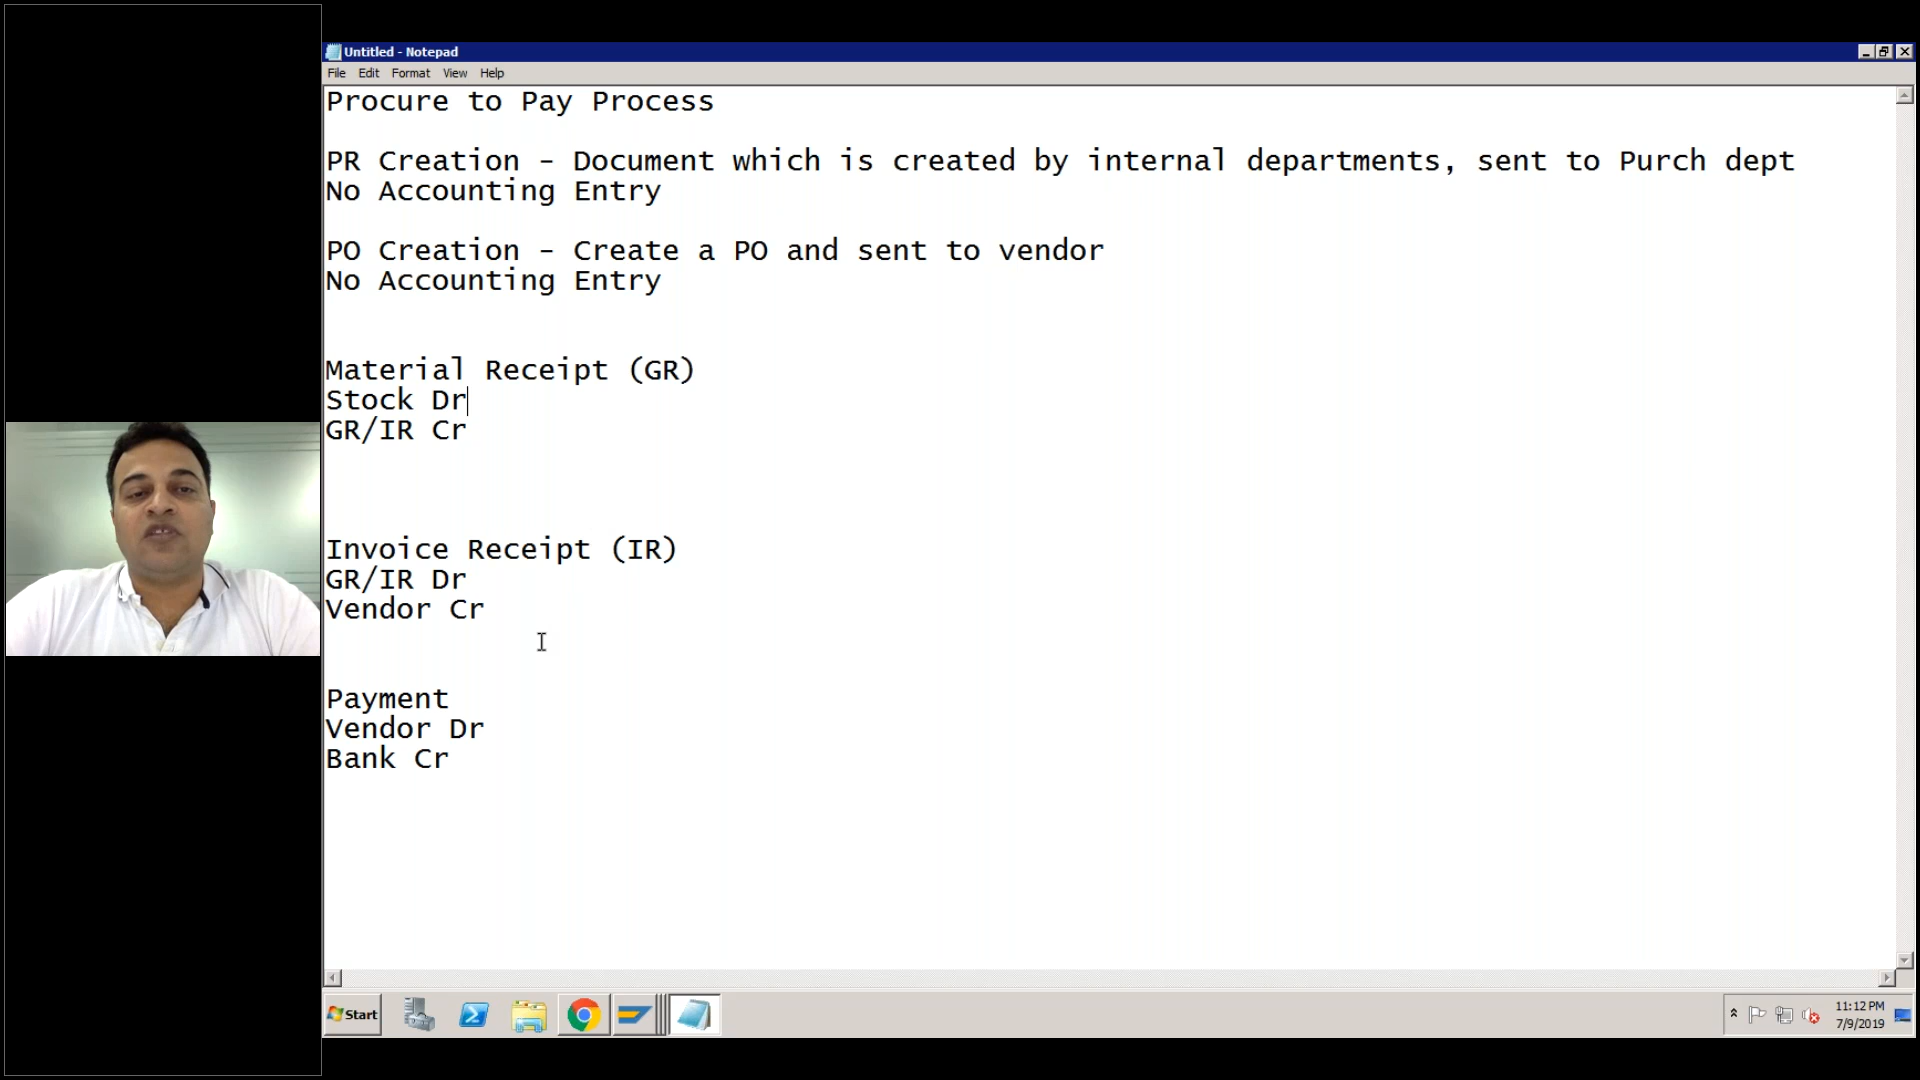 Untitled - Notepad
File Edit Format View Help
Procure to Pay Process
PR Creation - Document which is created by internal departments, sent to Purch dept
No Accounting Entry
PO Creation - Create a PO and sent to vendor
No Accounting Entry
Material Receipt (GR)
Stock Dr
GR/IR Cr
Invoice Receipt (IR)
GR/IR Dr
Vendor Cr
Payment
Vendor Dr
Bank Cr
Start
11:12 PM
7/9/2019